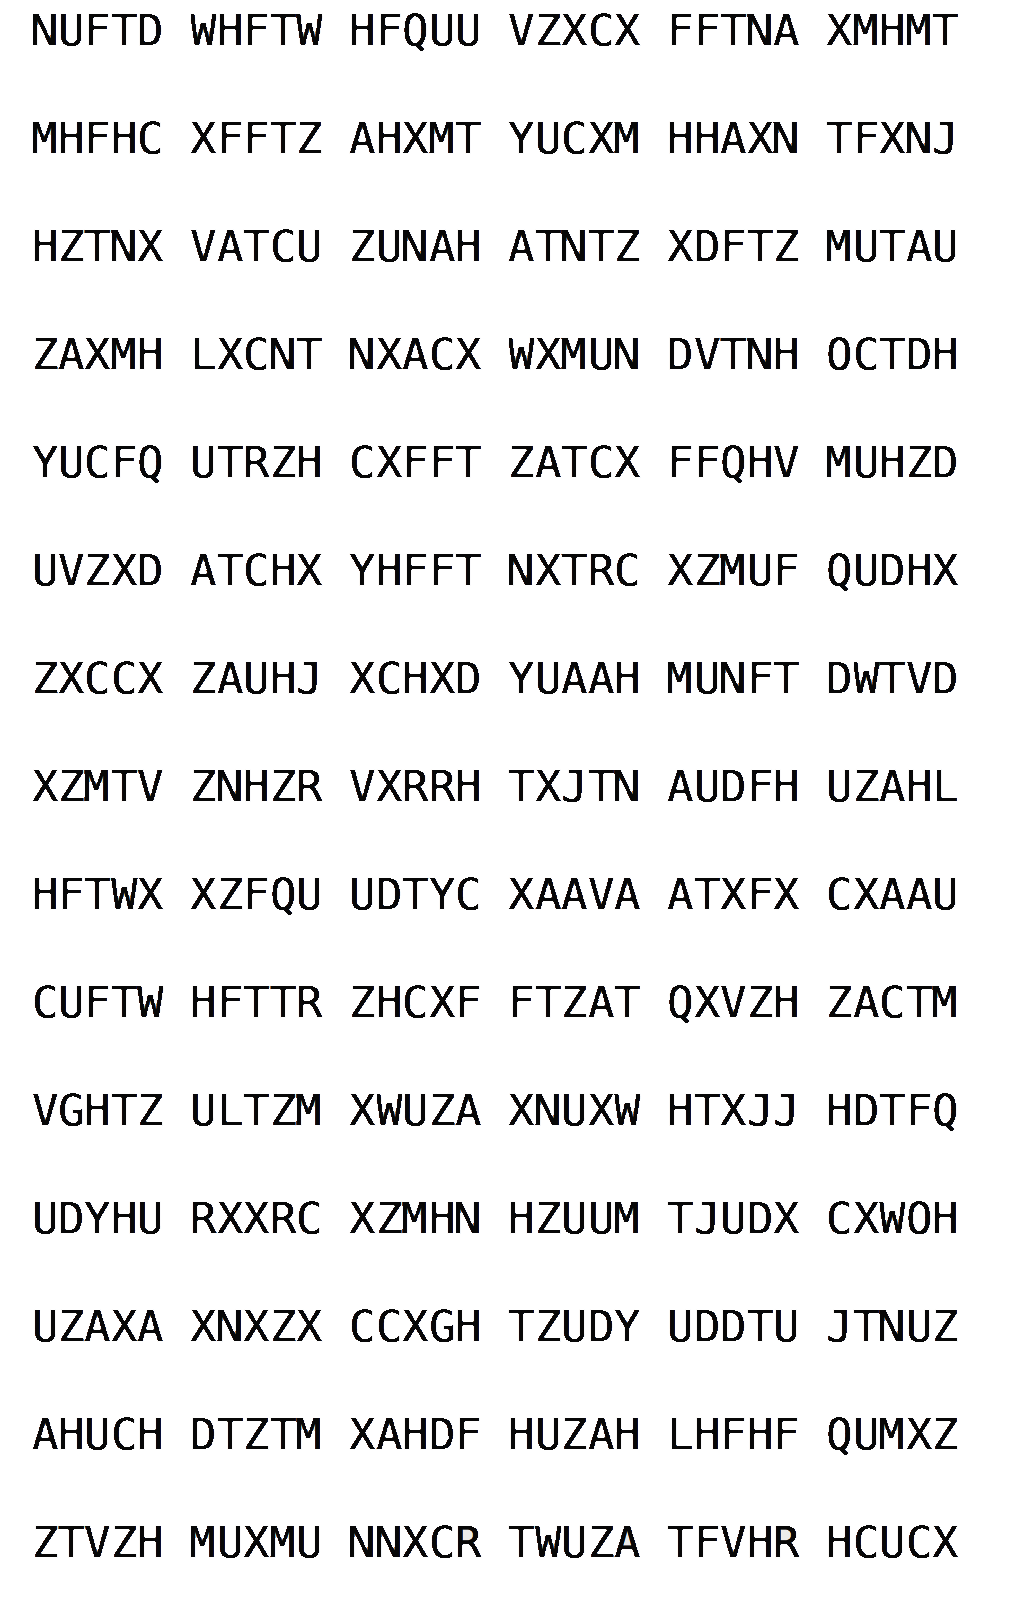 NUFTD WHFTW HFQUU VZXCX FFTNA XMHMT
MHFHC XFFTZ AHXMT YUCXM HHAXN TFXNJ
HZTNX VATCU ZUNAH ATNTZ XDFTZ MUTAU
ZAXMH LXCNT NXACX WXMUN DVTNH OCTDH
YUCFQ UTRZH CXFFT ZATCX FFQHV MUHZD
UVZXD ATCHX YHFFT NXTRC XZMUF QUDHX
ZXCCX ZAUHJ XCHXD YUAAH MUNFT DWTVD
XZMTV ZNHZR VXRRH TXJTN AUDFH UZAHL
HFTWX XZFQU UDTYC XAAVA ATXFX CXAAU
CUFTW HFTTR ZHCXF FTZAT QXVZH ZACTM
VGHTZ ULTZM XWUZA XNUXW HTXJJ HDTFQ
UDYHU RXXRC XZMHN HZUUM TJUDX CXWOH
UZAXA XNXZX CCXGH TZUDY UDDTU JTNUZ
AHUCH DTZTM XAHDF HUZAH LHFHF QUMXZ
ZTVZH MUXMU NNXCR TWUZA TFVHR HCUCX